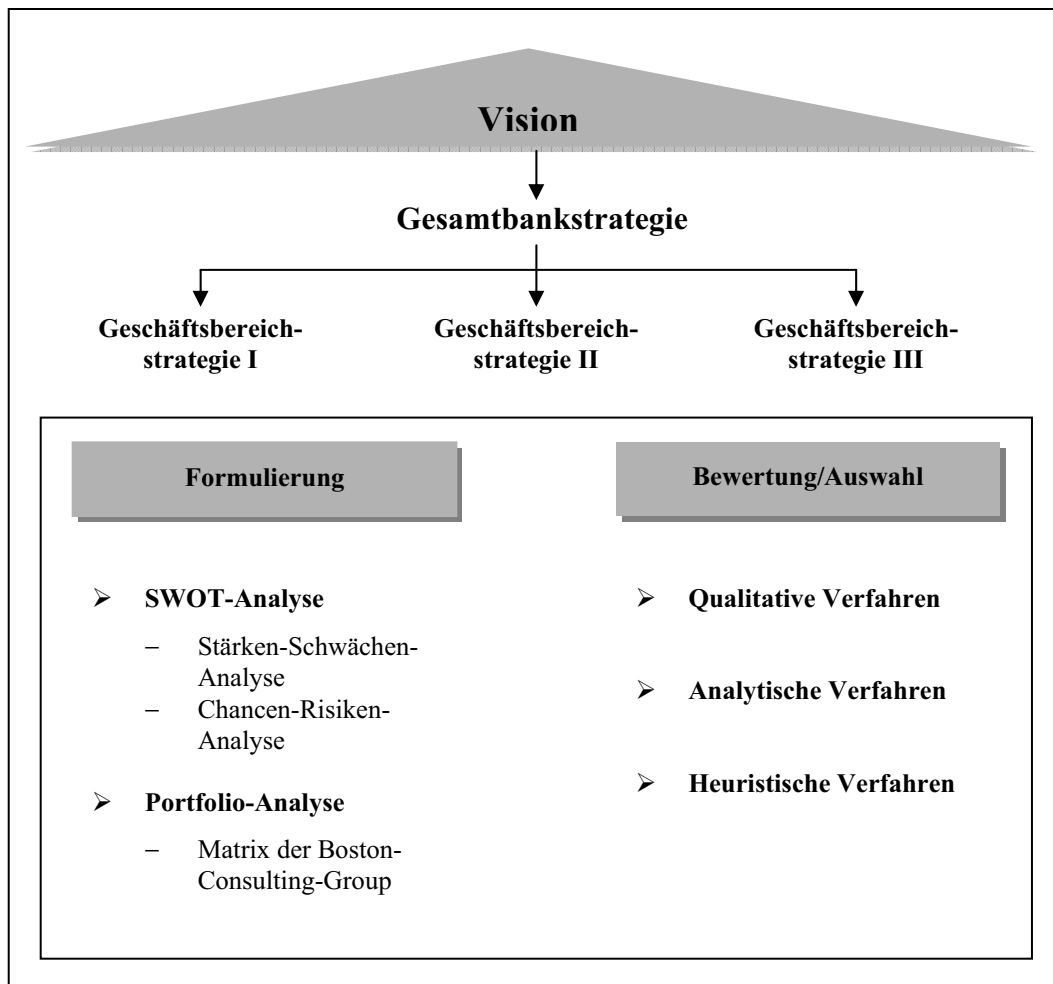 Vision
Gesamtbankstrategie
Geschäftsbereich-
strategie I
Geschäftsbereich-
strategie II
Geschäftsbereich-
strategie III
Formulierung
➢ SWOT-Analyse
– Stärken-Schwächen-
Analyse
– Chancen-Risiken-
Analyse
➢ Portfolio-Analyse
– Matrix der Boston-
Consulting-Group
Bewertung/Auswahl
➢ Qualitative Verfahren
➢ Analytische Verfahren
➢ Heuristische Verfahren